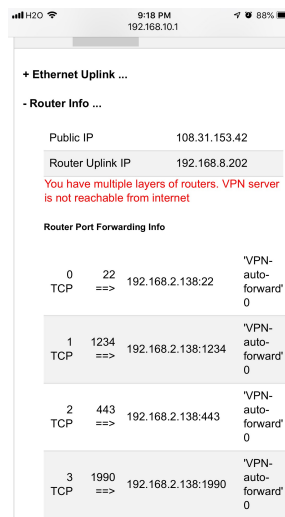 H2O 9:18 PM 88%
192.168.10.1
+ Ethernet Uplink ...
- Router Info ...
Public IP 108.31.153.42
Router Uplink IP 192.168.8.202
You have multiple layers of routers. VPN server
is not reachable from internet
Router Port Forwarding Info
0 TCP 22 ==> 192.168.2.138:22 'VPN-auto-forward' 0
1 TCP 1234 ==> 192.168.2.138:1234 'VPN-auto-forward' 0
2 TCP 443 ==> 192.168.2.138:443 'VPN-auto-forward' 0
3 TCP 1990 ==> 192.168.2.138:1990 'VPN-auto-forward' 0